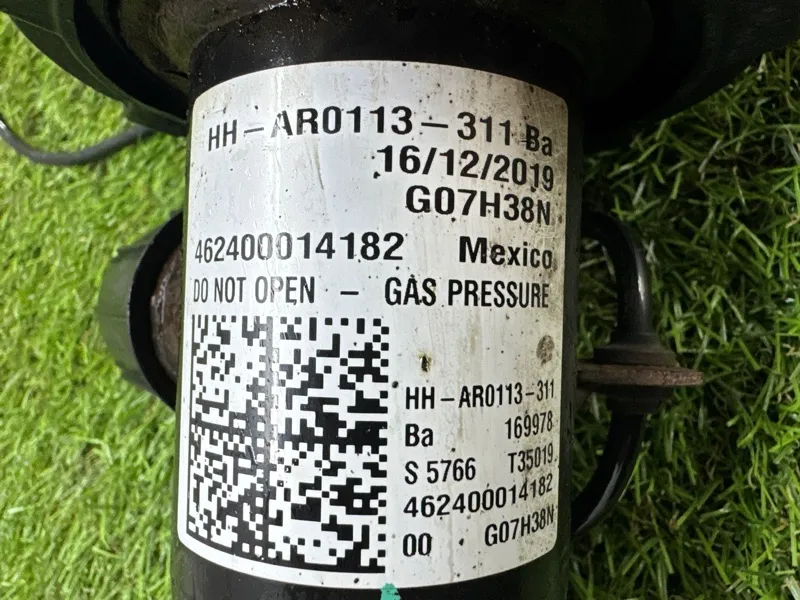 HH-AR0113-311 Ba
16/12/2019
G07H38N
462400014182 Mexico
DO NOT OPEN - GAS PRESSURE
HH-AR0113-311
Ba 169978
S 5766 T35019
462400014182
00 G07H38N